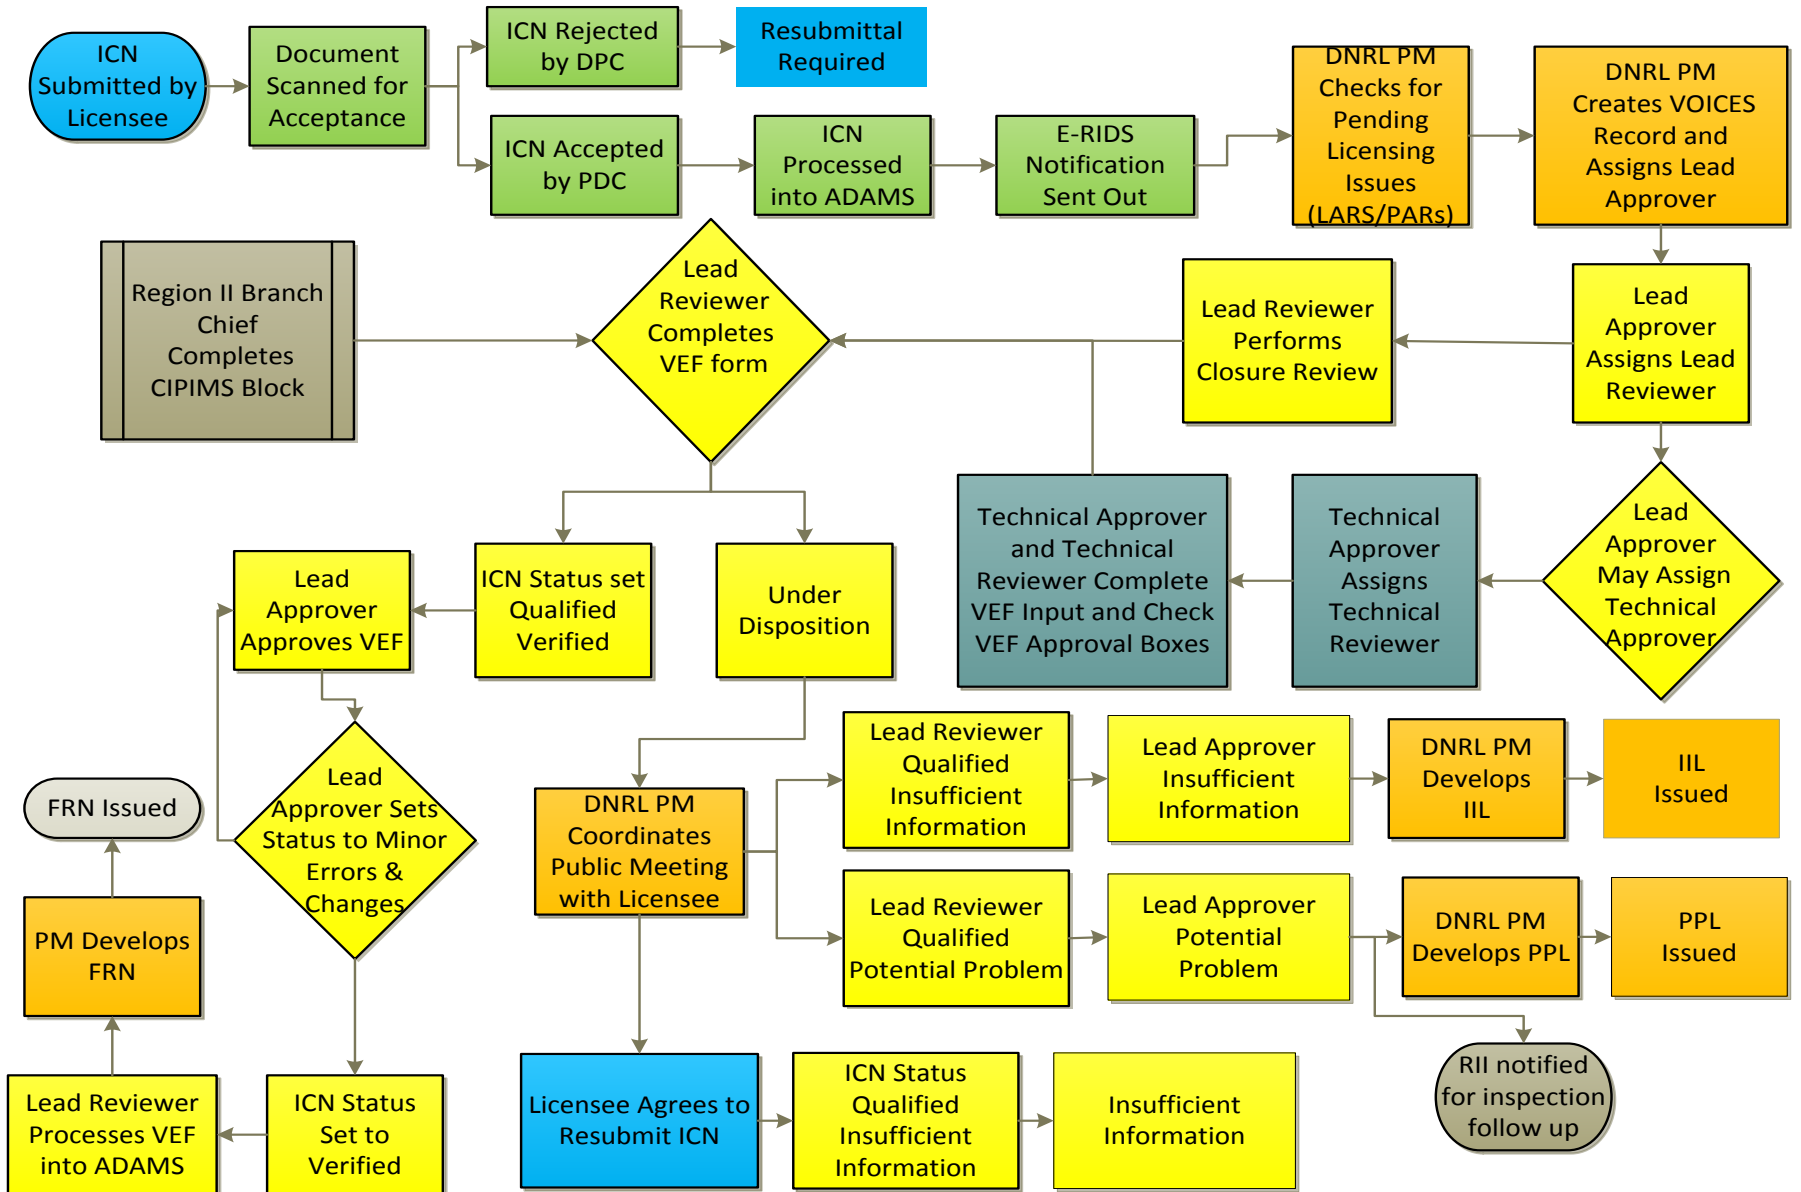 ICN
Submitted by
Licensee
Document
Scanned for
Acceptance
ICN Rejected
by DPC
Resubmittal
Required
ICN Accepted
by PDC
ICN
Processed
into ADAMS
E-RIDS
Notification
Sent Out
DNRL PM
Checks for
Pending
Licensing
Issues
(LARS/PARs)
DNRL PM
Creates VOICES
Record and
Assigns Lead
Approver
Region II Branch
Chief
Completes
CIPIMS Block
Lead
Reviewer
Completes
VEF form
Lead Reviewer
Performs
Closure Review
Lead
Approver
Assigns Lead
Reviewer
Lead
Approver
Approves VEF
ICN Status set
Qualified
Verified
Under
Disposition
Technical Approver
and Technical
Reviewer Complete
VEF Input and Check
VEF Approval Boxes
Technical
Approver
Assigns
Technical
Reviewer
Lead
Approver
May Assign
Technical
Approver
FRN Issued
Lead
Approver Sets
Status to Minor
Errors &
Changes
DNRL PM
Coordinates
Public Meeting
with Licensee
Lead Reviewer
Qualified
Insufficient
Information
Lead Approver
Insufficient
Information
DNRL PM
Develops
IIL
IIL
Issued
PM Develops
FRN
Lead Reviewer
Qualified
Potential Problem
Lead Approver
Potential
Problem
DNRL PM
Develops PPL
PPL
Issued
Lead Reviewer
Processes VEF
into ADAMS
ICN Status
Set to
Verified
Licensee Agrees to
Resubmit ICN
ICN Status
Qualified
Insufficient
Information
Insufficient
Information
RII notified
for inspection
follow up